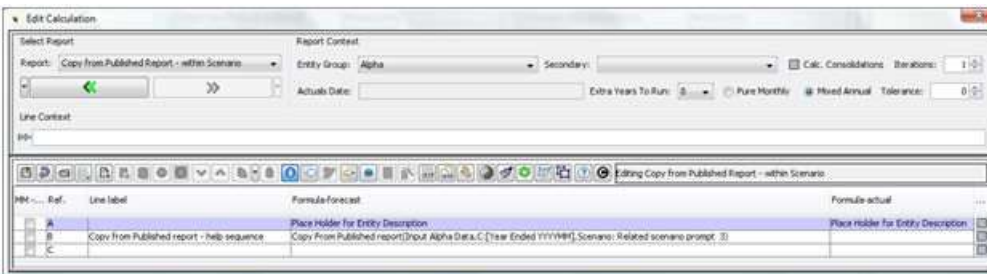 Edit Calculation
Select Report
Report Context
Report: Copy from Published Report - within Scenario
Entity Group: Alpha
Secondary:
Calc. Consolidations
Iterations: 1
Actuals Date:
Extra Years To Run: 0
Pure Monthly
Mixed Annual
Tolerance: 0
Line Context
Editing Copy from Published Report - within Scenario
Ref.
Line label
Formula-forecast
Formula-actual
A
Place Holder for Entity Description
Place Holder for Entity Description
B
Copy from Published report - help sequence
Copy From Published report(Input Alpha Data,C:[Year Ended YYYYMM],Scenario: Related scenario prompt 3)
C